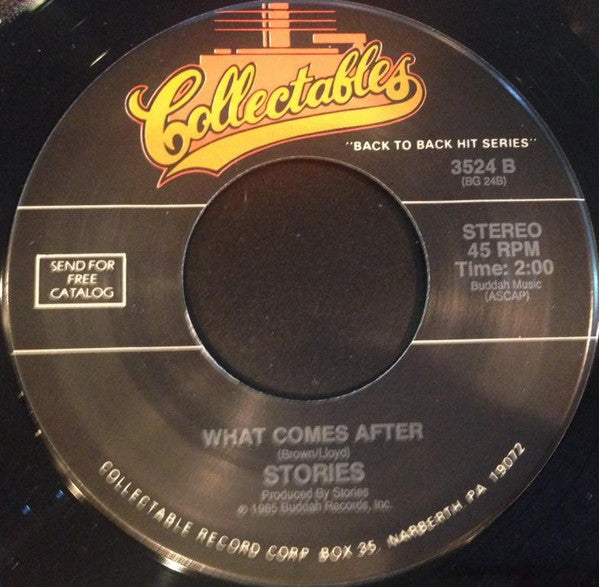 Collectables
"BACK TO BACK HIT SERIES"
3524 B
(BG 24B)
STEREO
45 RPM
Time: 2:00
Buddah Music
(ASCAP)
SEND FOR
FREE
CATALOG
WHAT COMES AFTER
(Brown/Lloyd)
STORIES
Produced By Stories
℗ 1985 Buddah Records, Inc.
COLLECTABLE RECORD CORP BOX 35, NARBERTH PA 19072